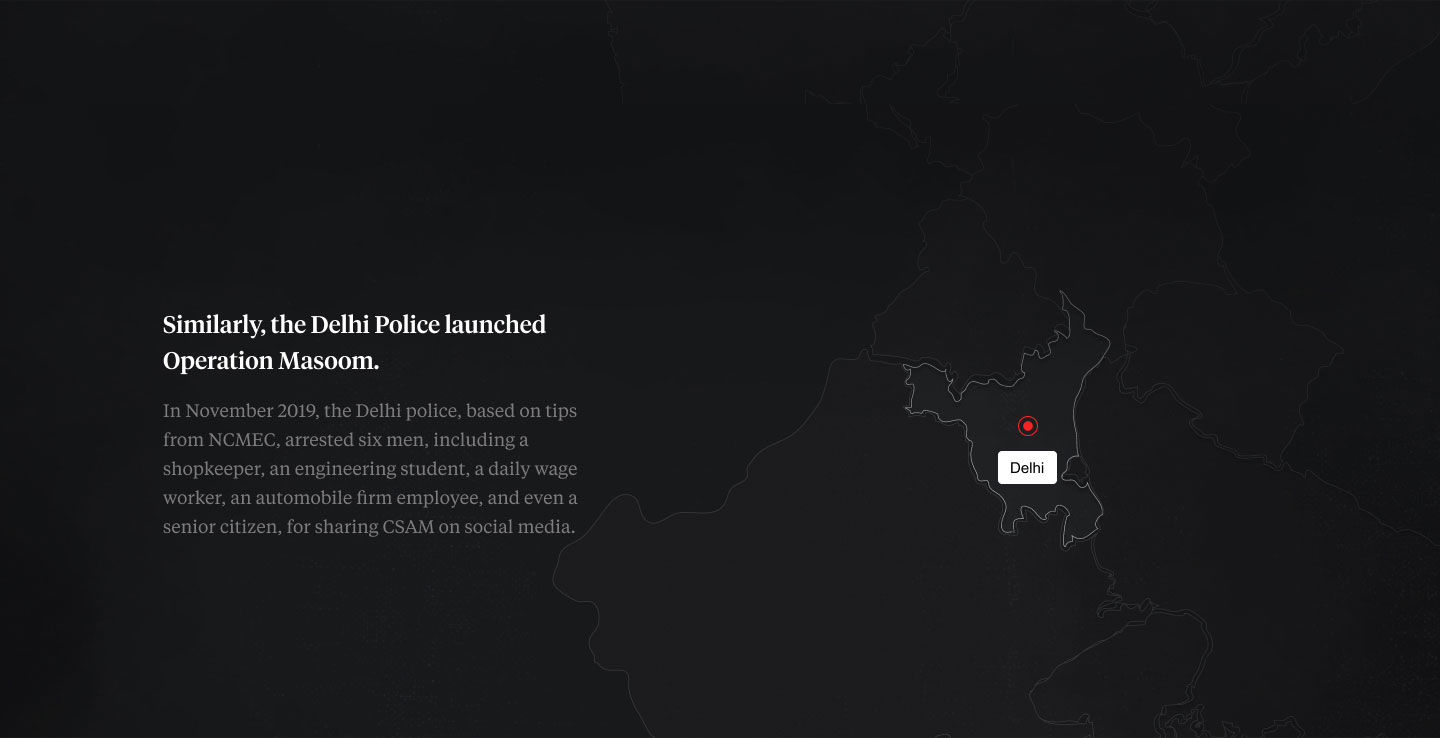 Similarly, the Delhi Police launched
Operation Masoom.
In November 2019, the Delhi police, based on tips
from NCMEC, arrested six men, including a
shopkeeper, an engineering student, a daily wage
worker, an automobile firm employee, and even a
senior citizen, for sharing CSAM on social media.
Delhi